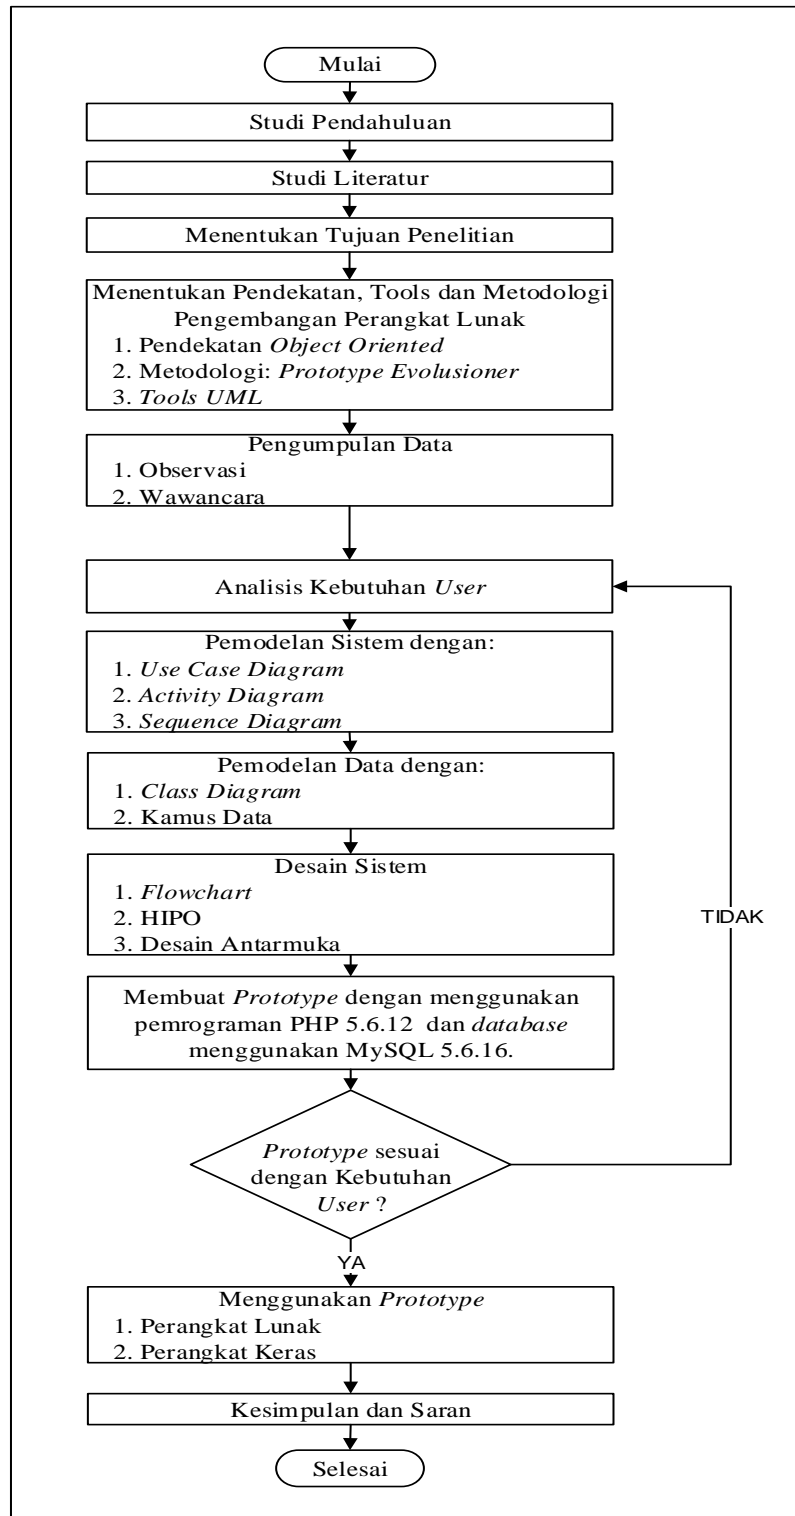 Mulai
Studi Pendahuluan
Studi Literatur
Menentukan Tujuan Penelitian
Menentukan Pendekatan, Tools dan Metodologi
Pengembangan Perangkat Lunak
1. Pendekatan Object Oriented
2. Metodologi: Prototype Evolusioner
3. Tools UML
Pengumpulan Data
1. Observasi
2. Wawancara
Analisis Kebutuhan User
Pemodelan Sistem dengan:
1. Use Case Diagram
2. Activity Diagram
3. Sequence Diagram
Pemodelan Data dengan:
1. Class Diagram
2. Kamus Data
Desain Sistem
1. Flowchart
2. HIPO
3. Desain Antarmuka
TIDAK
Membuat Prototype dengan menggunakan
pemrograman PHP 5.6.12 dan database
menggunakan MySQL 5.6.16.
Prototype sesuai
dengan Kebutuhan
User ?
YA
Menggunakan Prototype
1. Perangkat Lunak
2. Perangkat Keras
Kesimpulan dan Saran
Selesai